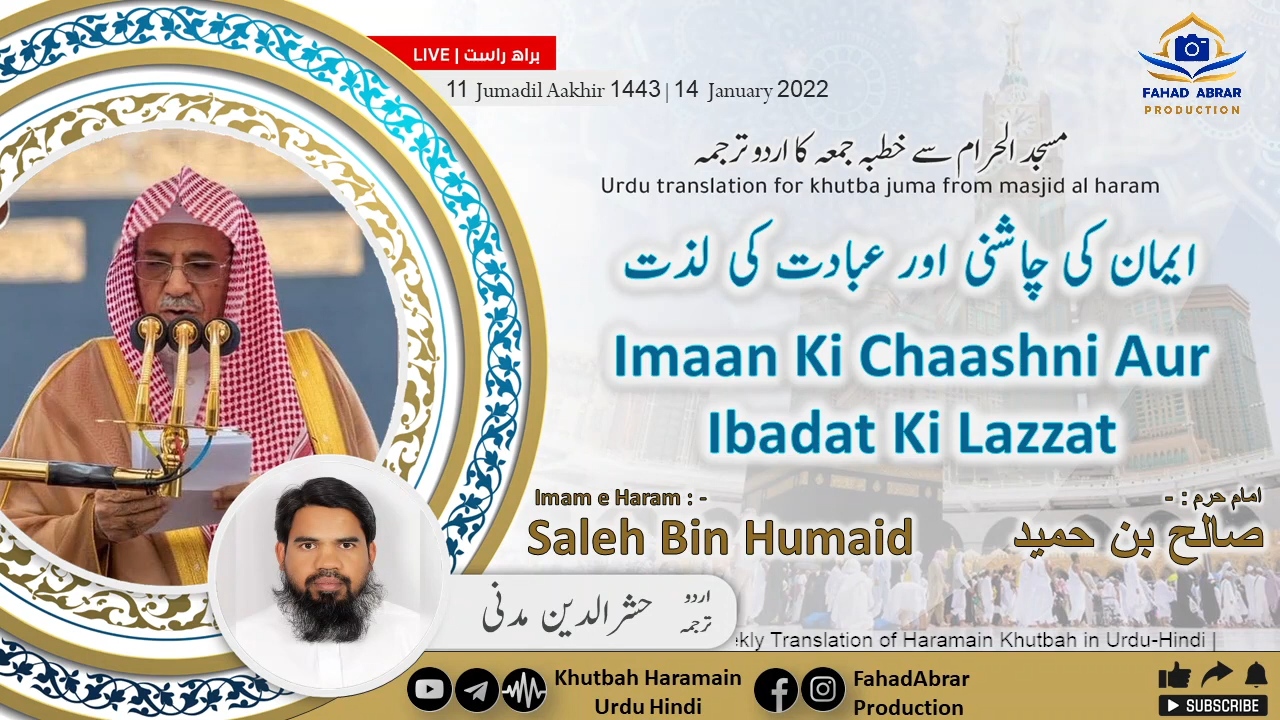 LIVE | براہ راست
11 Jumadil Aakhir 1443 | 14 January 2022
FAHAD ABRAR
PRODUCTION
مسجد الحرام سے خطبہ جمعہ کا اردو ترجمہ
Urdu translation for khutba juma from masjid al haram
ایمان کی چاشنی اور عبادت کی لذت
Imaan Ki Chaashni Aur
Ibadat Ki Lazzat
Imam e Haram : -
امام حرم : -
Saleh Bin Humaid
صالح بن حمید
اردو
ترجمہ
حشر الدین مدنی
ekly Translation of Haramain Khutbah in Urdu-Hindi |
Khutbah Haramain
Urdu Hindi
FahadAbrar
Production
SUBSCRIBE